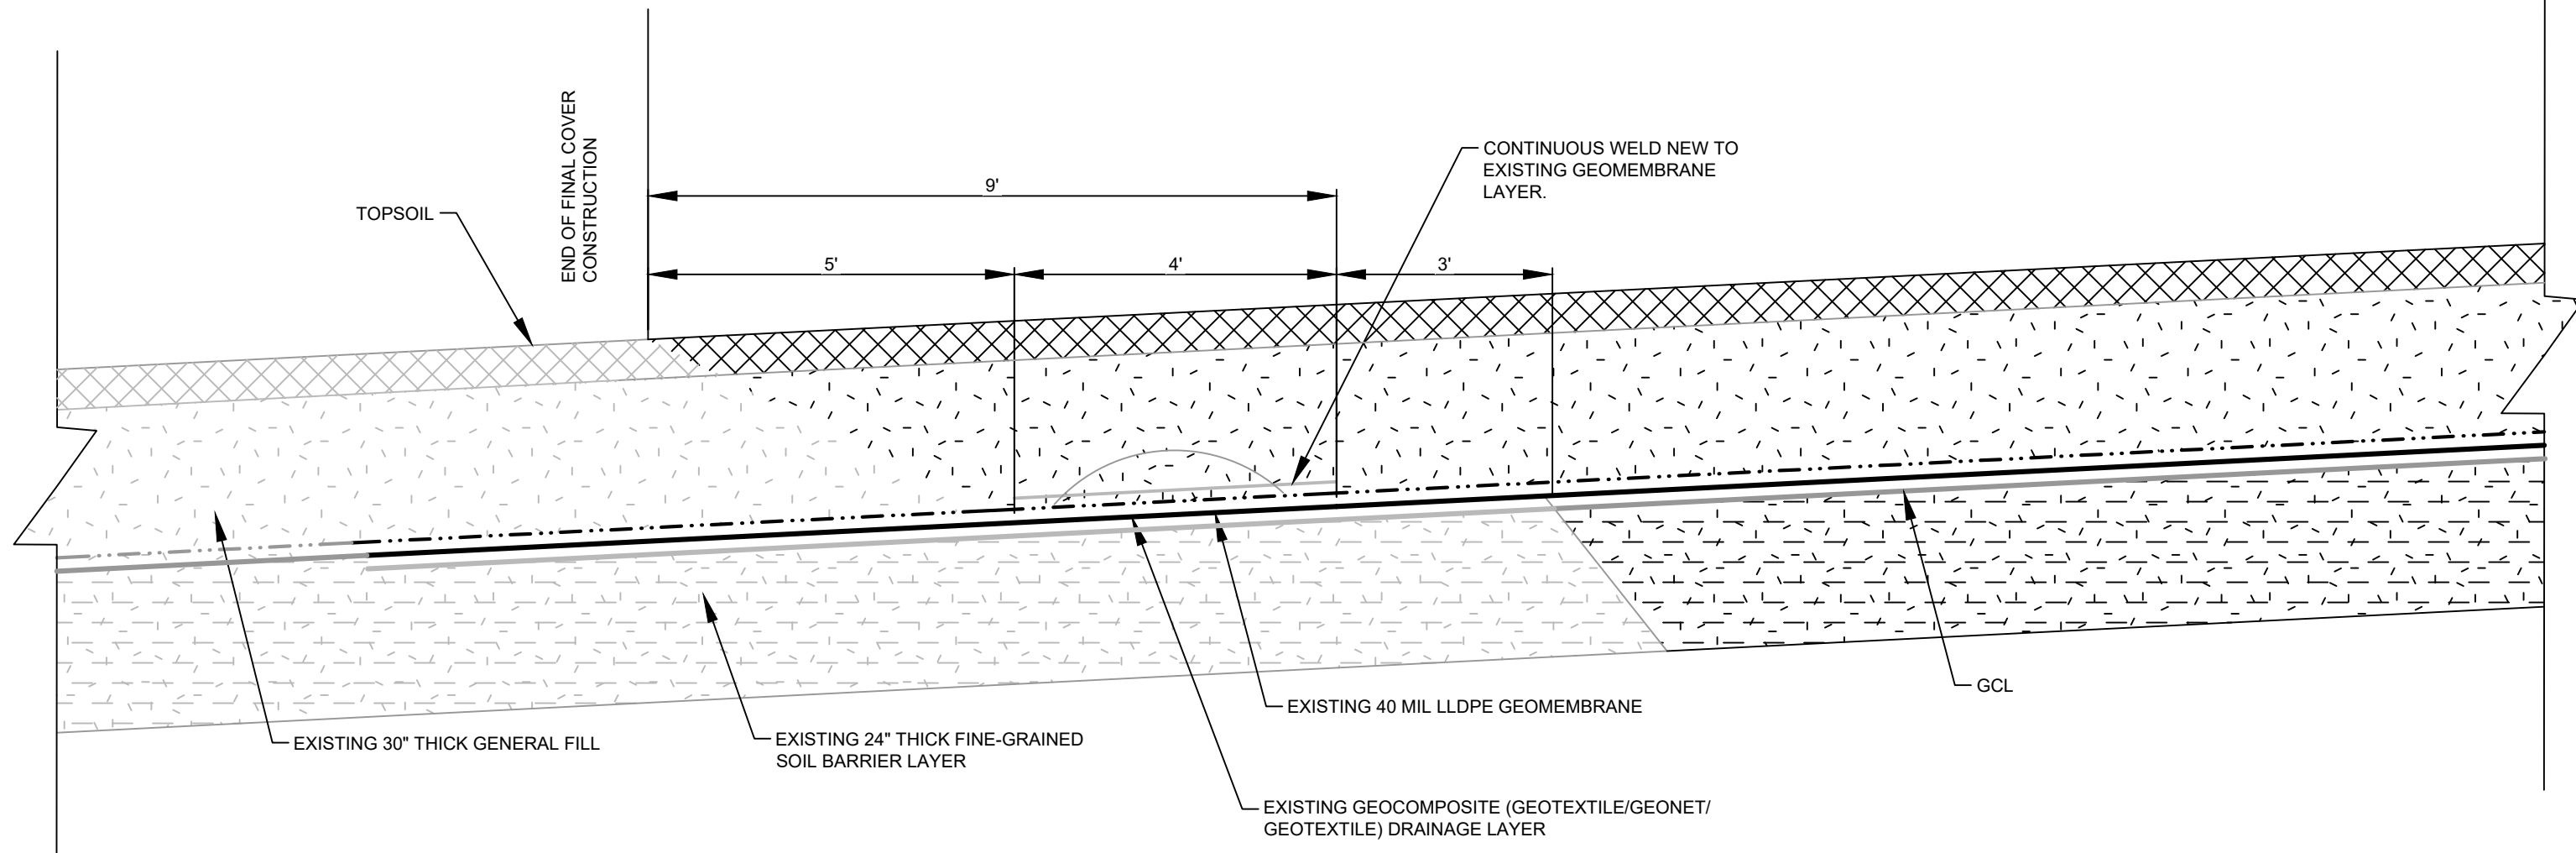 END OF FINAL COVER
CONSTRUCTION
CONTINUOUS WELD NEW TO
EXISTING GEOMEMBRANE
LAYER.
9'
TOPSOIL
5'
4'
3'
GCL
EXISTING 40 MIL LLDPE GEOMEMBRANE
EXISTING 30" THICK GENERAL FILL
EXISTING 24" THICK FINE-GRAINED
SOIL BARRIER LAYER
EXISTING GEOCOMPOSITE (GEOTEXTILE/GEONET/
GEOTEXTILE) DRAINAGE LAYER